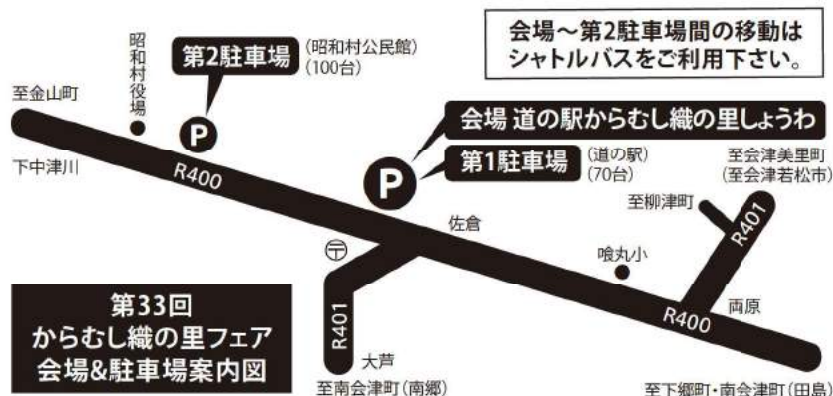 会場～第2駐車場間の移動は
シャトルバスをご利用下さい。
昭和村役場
第2駐車場
(昭和村公民館)
(100台)
至金山町
P
会場 道の駅からむし織の里しょうわ
第1駐車場
(道の駅)
(70台)
P
至会津美里町
(至会津若松市)
下中津川
R400
至柳津町
R401
佐倉
〒
喰丸小
両原
R400
R401
大芦
至南会津町(南郷)
至下郷町・南会津町(田島)
第33回
からむし織の里フェア
会場&駐車場案内図